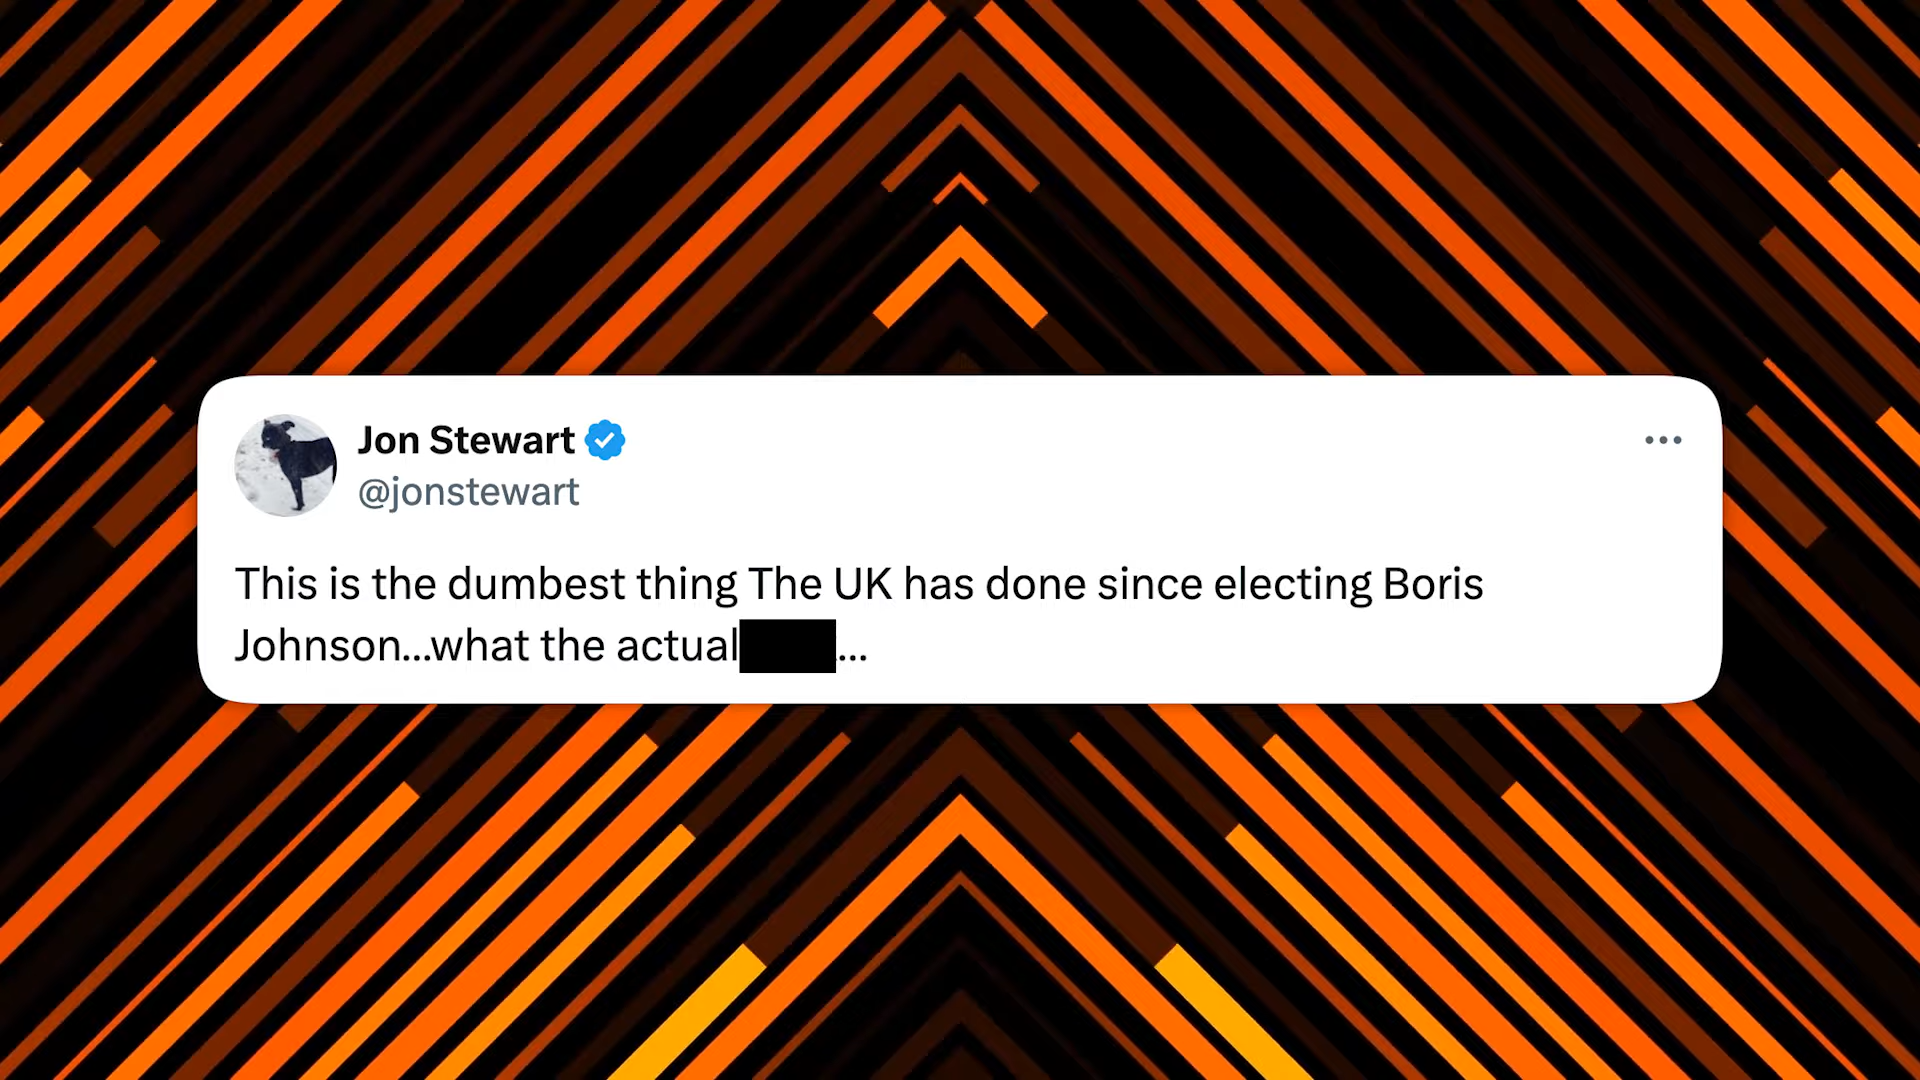 Jon Stewart
@jonstewart
This is the dumbest thing The UK has done since electing Boris
Johnson...what the actual ...